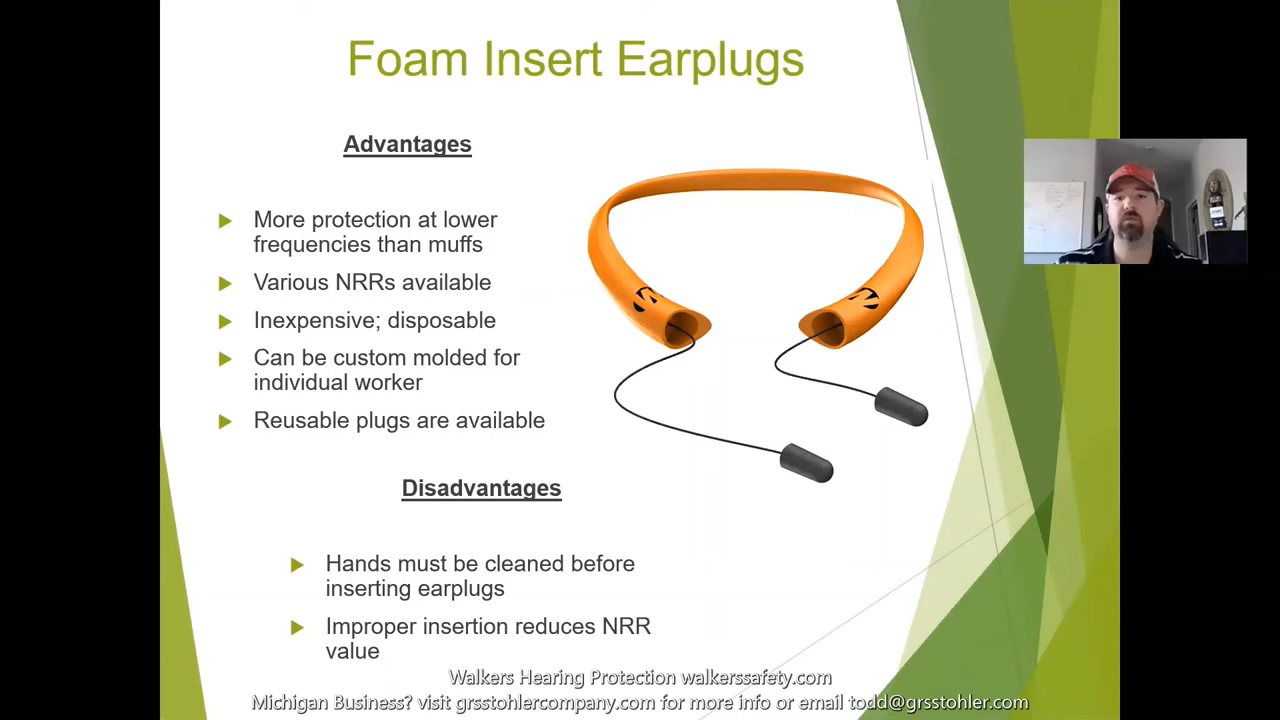 Foam Insert Earplugs
Advantages
More protection at lower
frequencies than muffs
Various NRRs available
Inexpensive; disposable
Can be custom molded for
individual worker
Reusable plugs are available
Disadvantages
Hands must be cleaned before
inserting earplugs
Improper insertion reduces NRR
value
Walkers Hearing Protection walkerssafety.com
Michigan Business? visit grsstohlercompany.com for more info or email todd@grsstohler.com